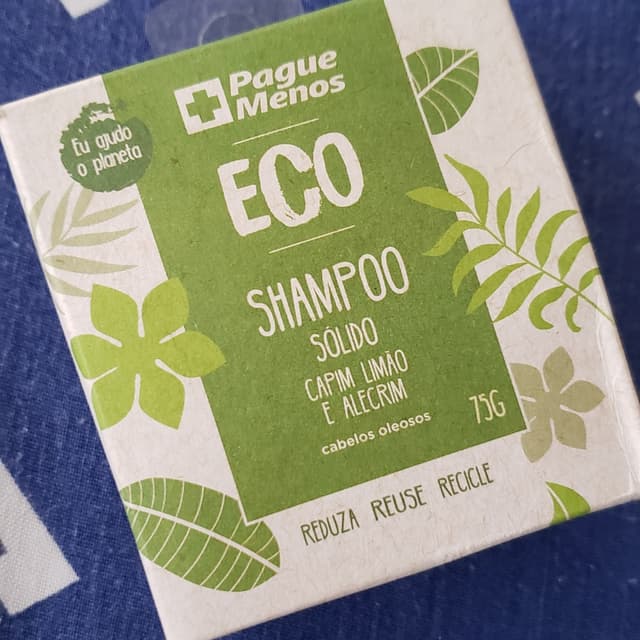 Pague
Menos
Eu ajudo
o planeta
ECO
SHAMPOO
SÓLIDO
CAPIM LIMÃO
E ALECRIM
cabelos oleosos
75G
REDUZA REUSE RECICLE